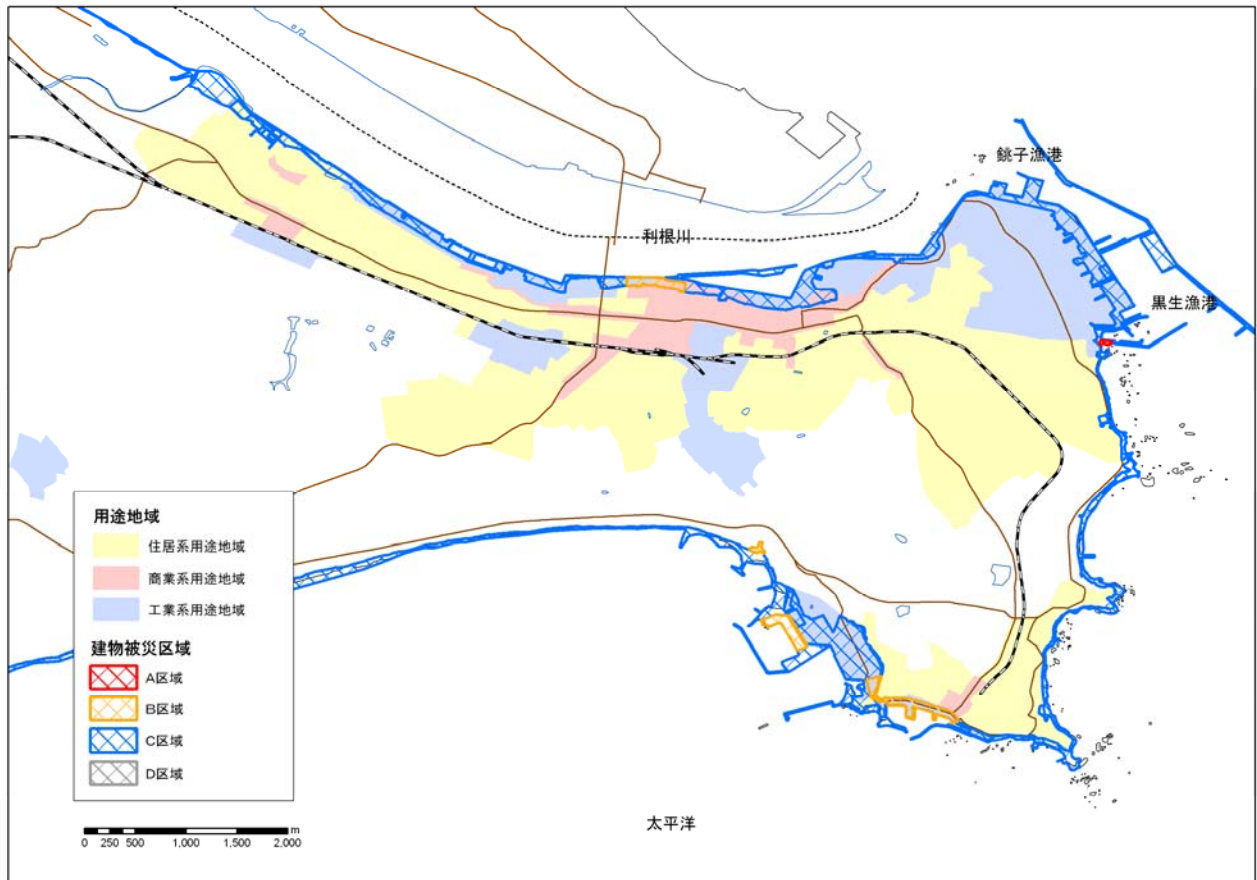 銚子漁港
利根川
黒生漁港
用途地域
住居系用途地域
商業系用途地域
工業系用途地域
建物被災区域
A区域
B区域
C区域
D区域
0 250 500 1,000 1,500 2,000 m
太平洋